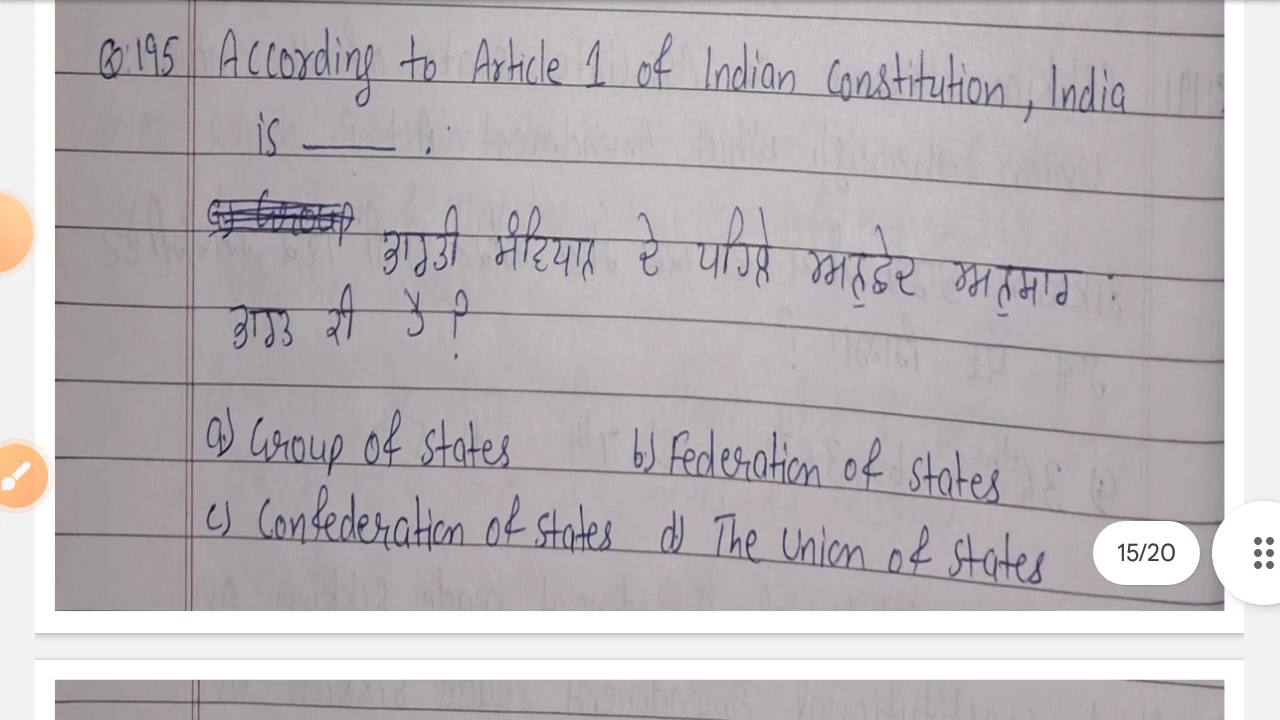 Q:195 According to Article 1 of Indian Constitution, India
is ____ :
ਭਾਰਤੀ ਸੰਵਿਧਾਨ ਦੇ ਪਹਿਲੇ ਅਨੁਛੇਦ ਅਨੁਸਾਰ :
ਭਾਰਤ ਕੀ ਹੈ ?
a) Group of states b) Federation of states
c) Confederation of states d) The Union of states
15/20